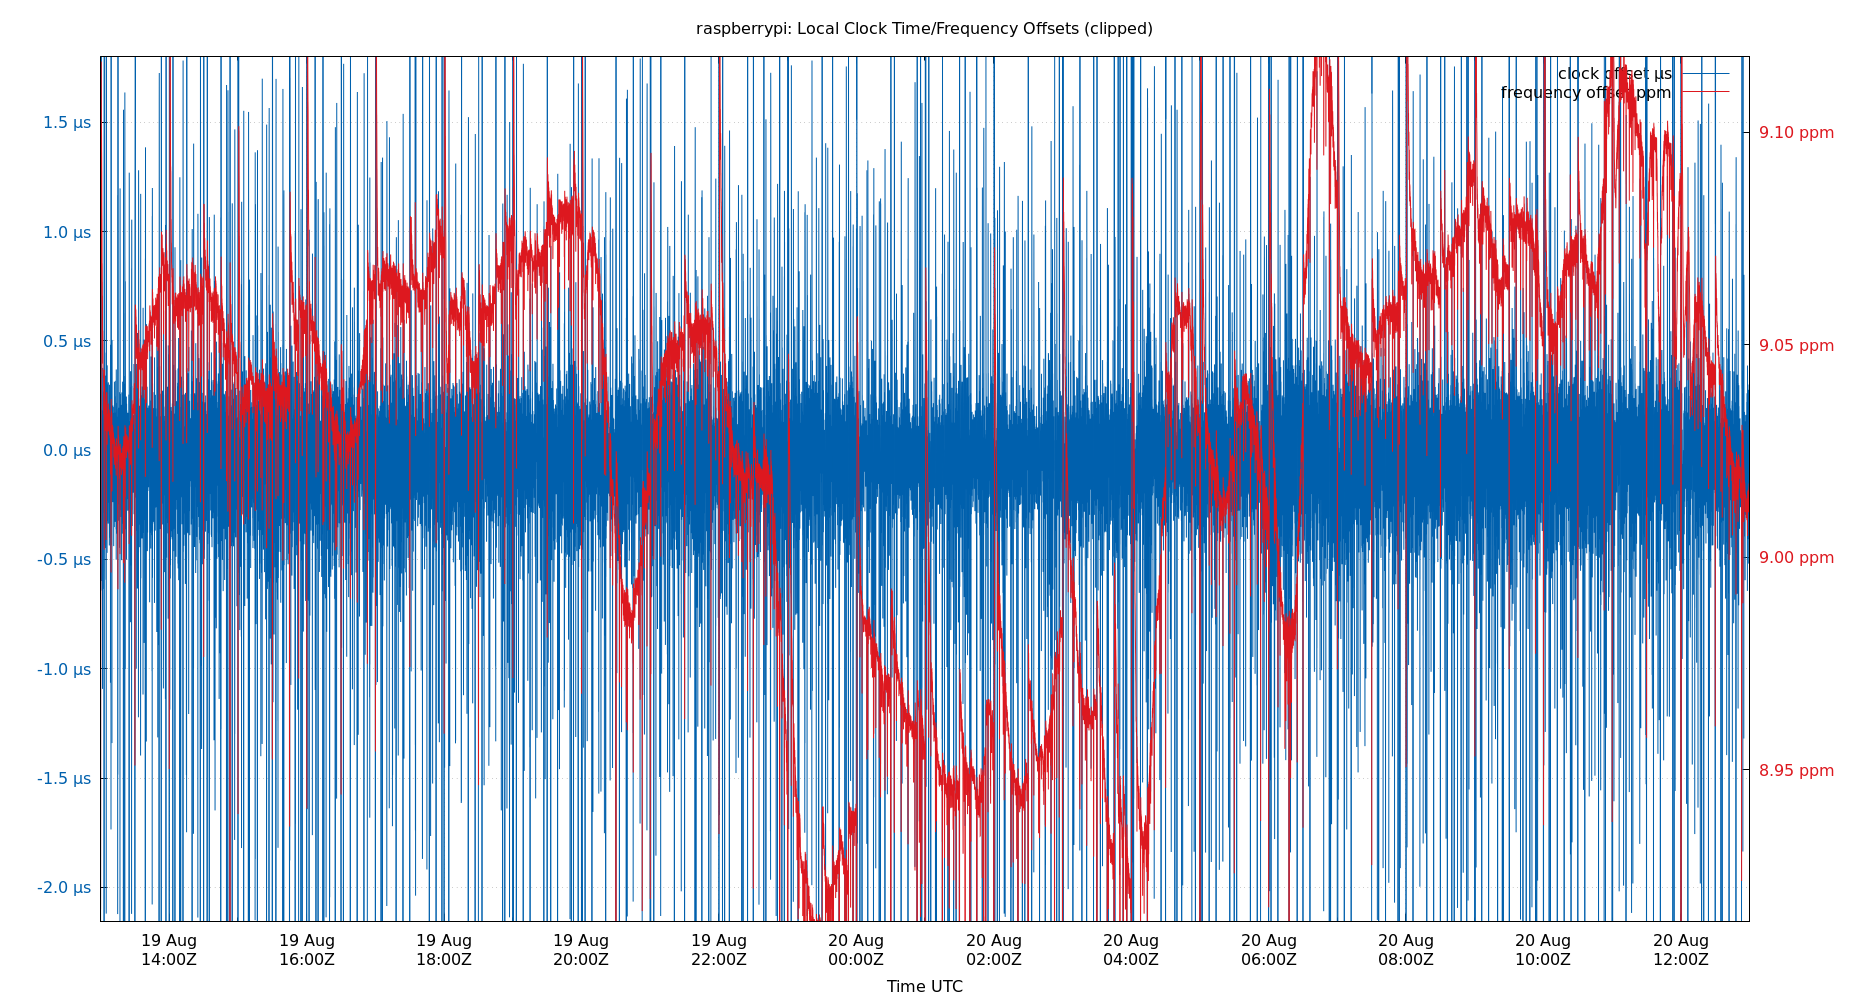 raspberrypi: Local Clock Time/Frequency Offsets (clipped)
clock offset µs
frequency offset ppm
1.5 µs
1.0 µs
0.5 µs
0.0 µs
-0.5 µs
-1.0 µs
-1.5 µs
-2.0 µs
9.10 ppm
9.05 ppm
9.00 ppm
8.95 ppm
19 Aug 19 Aug 19 Aug 19 Aug 19 Aug 20 Aug 20 Aug 20 Aug 20 Aug 20 Aug 20 Aug 20 Aug
14:00Z 16:00Z 18:00Z 20:00Z 22:00Z 00:00Z 02:00Z 04:00Z 06:00Z 08:00Z 10:00Z 12:00Z
Time UTC